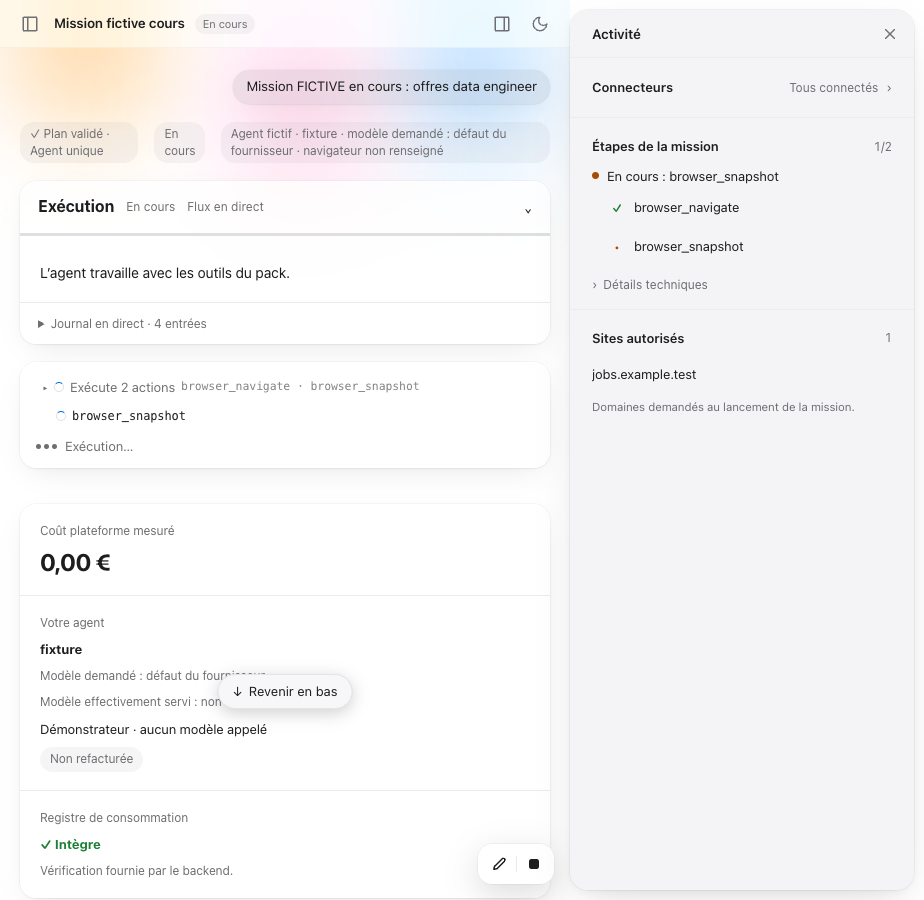 Mission fictive cours
En cours
Mission FICTIVE en cours : offres data engineer
✓ Plan validé ·
Agent unique
En
cours
Agent fictif · fixture · modèle demandé : défaut du
fournisseur · navigateur non renseigné
Exécution
En cours
Flux en direct
L'agent travaille avec les outils du pack.
Journal en direct · 4 entrées
Exécute 2 actions browser_navigate · browser_snapshot
browser_snapshot
Exécution...
Coût plateforme mesuré
0,00 €
Votre agent
fixture
Modèle demandé : défaut du
Modèle effectivement servi : non
↓ Revenir en bas
Démonstrateur · aucun modèle appelé
Non refacturée
Registre de consommation
✓ Intègre
Vérification fournie par le backend.
Activité
Connecteurs
Tous connectés ›
Étapes de la mission
1/2
En cours : browser_snapshot
✓ browser_navigate
browser_snapshot
› Détails techniques
Sites autorisés
1
jobs.example.test
Domaines demandés au lancement de la mission.